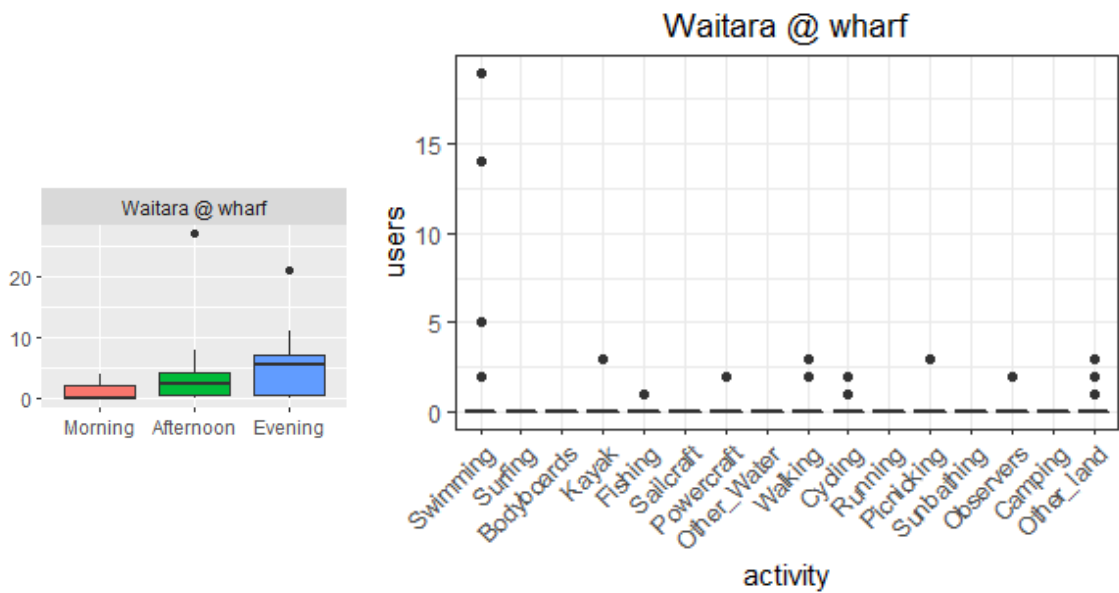 Waitara @ wharf
20
10
0
Morning Afternoon Evening
Waitara @ wharf
users
15
10
5
0
Swimming
Surfing
Bodyboards
Kayak
Fishing
Sailcraft
Powercraft
Other_Water
Walking
Cycling
Running
Picnicking
Sunbathing
Observers
Camping
Other_land
activity